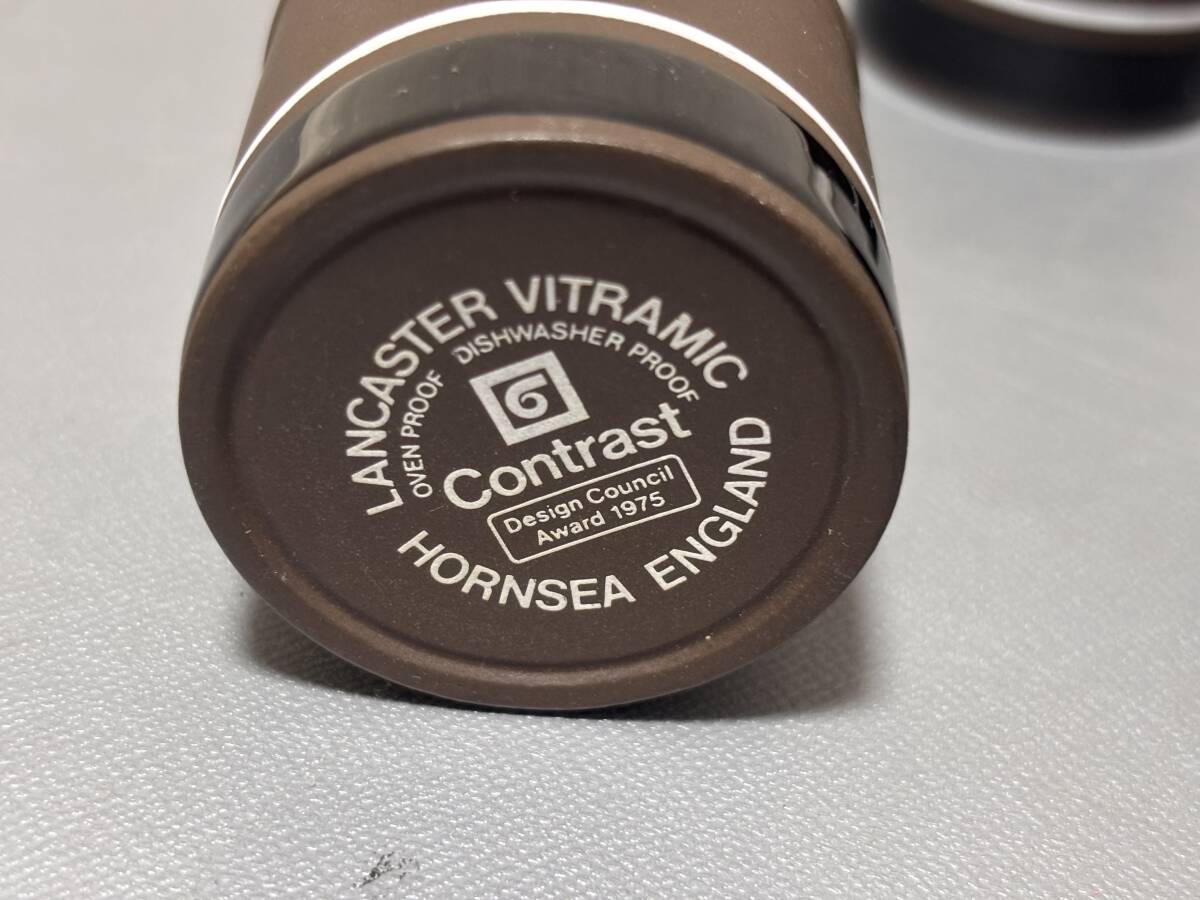 LANCASTER VITRAMIC
OVEN PROOF DISHWASHER PROOF
Contrast
Design Council
Award 1975
HORNSEA ENGLAND